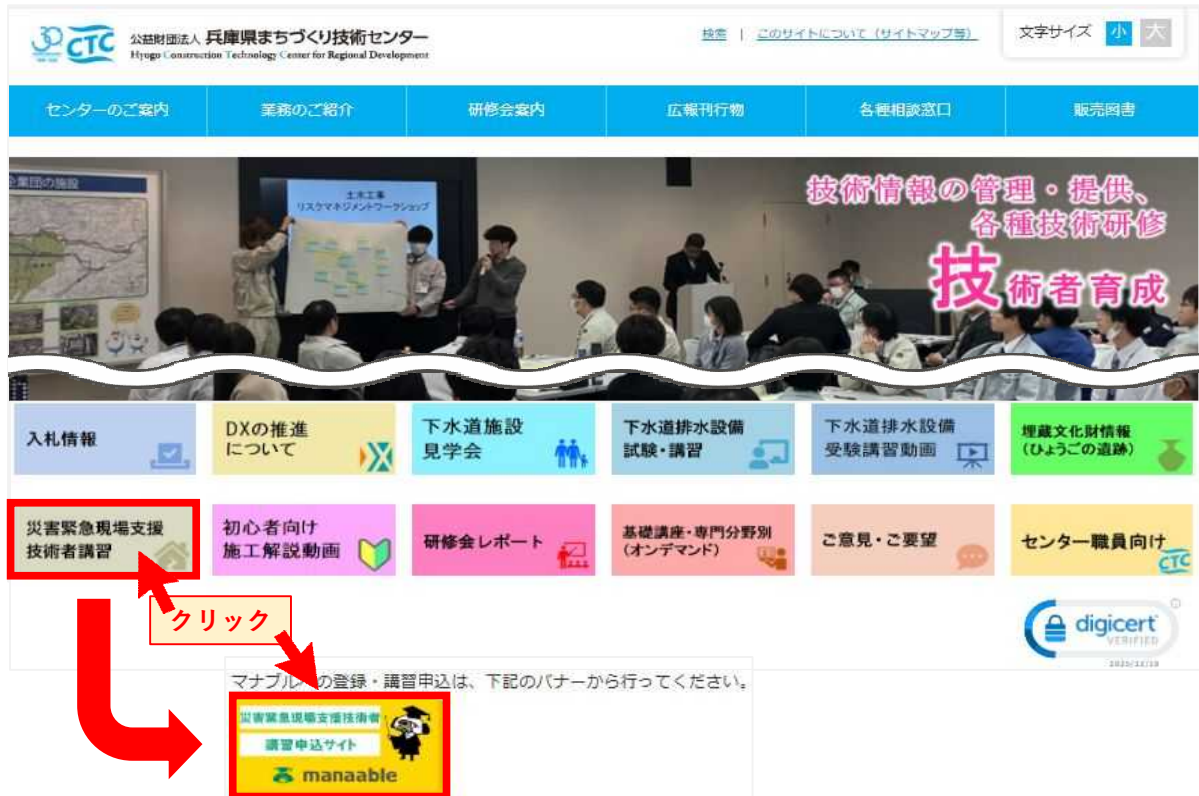 30 CTC
公益財団法人 兵庫県まちづくり技術センター
Hyogo Construction Technology Center for Regional Development
検索 | このサイトについて（サイトマップ等）
文字サイズ 小 大
センターのご案内
業務のご紹介
研修会案内
広報刊行物
各種相談窓口
販売図書
企業団の施設
土木工事
リスクマネジメントワークショップ
技術情報の管理・提供、
各種技術研修
技術者育成
入札情報
DXの推進
について
下水道施設
見学会
下水道排水設備
試験・講習
下水道排水設備
受験講習動画
埋蔵文化財情報
（ひょうごの遺跡）
災害緊急現場支援
技術者講習
初心者向け
施工解説動画
研修会レポート
基礎講座・専門分野別
（オンデマンド）
ご意見・ご要望
センター職員向け
CTC
クリック
digicert
VERIFIED
マナブルへの登録・講習申込は、下記のバナーから行ってください。
災害緊急現場支援技術者
講習申込サイト
manaable